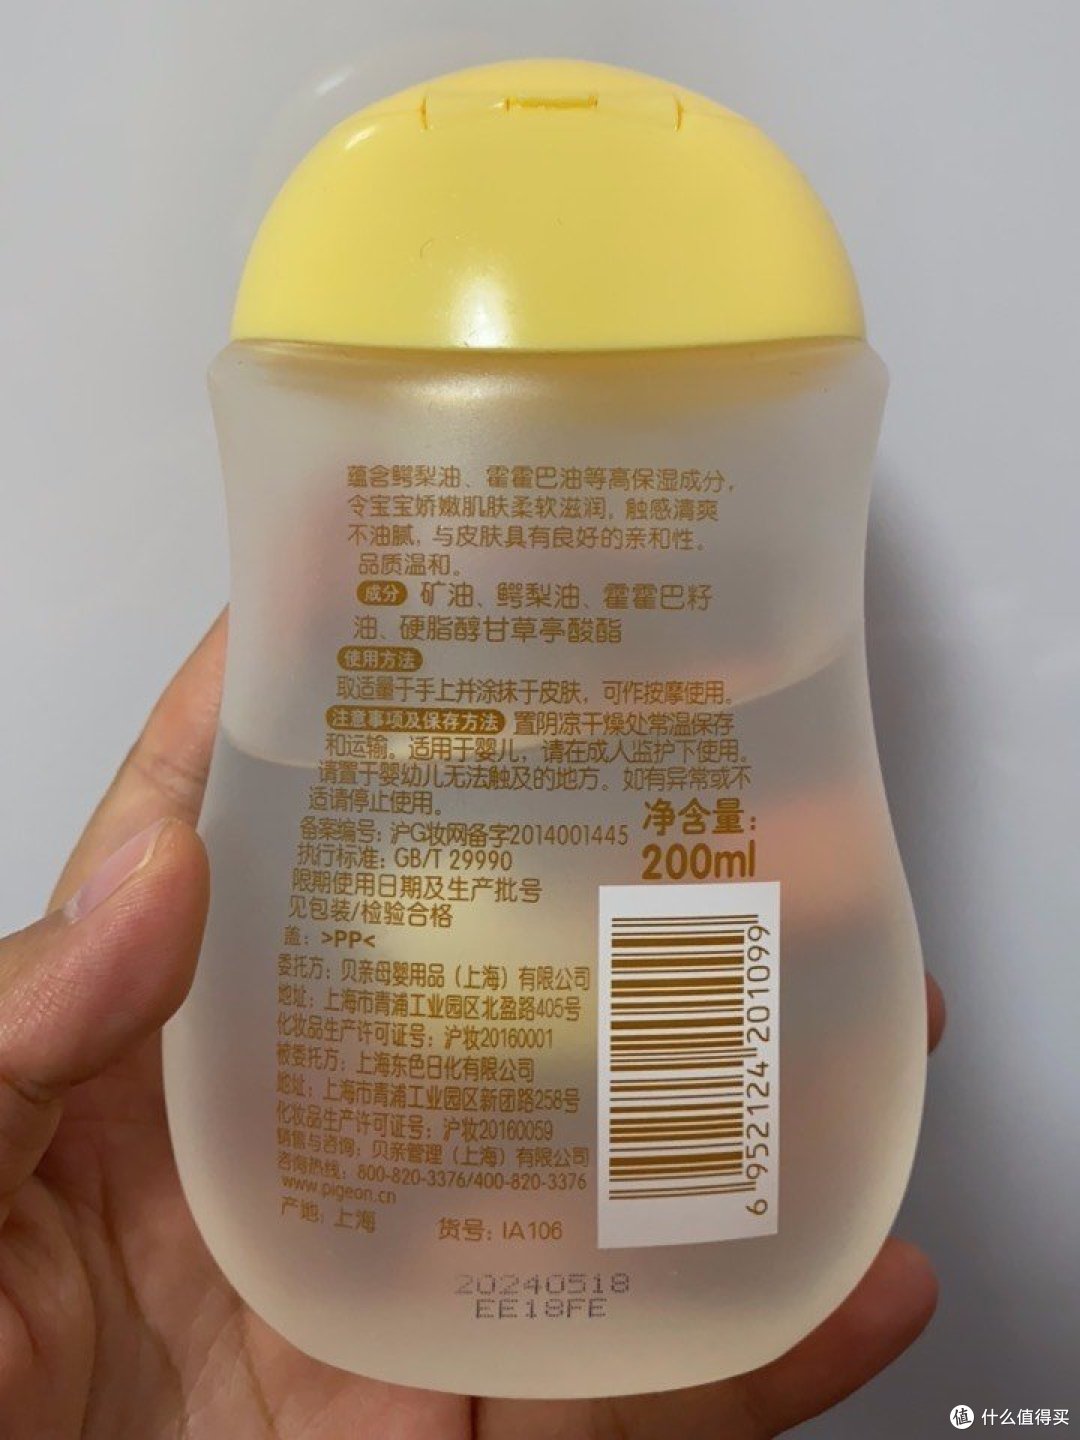 蕴含鳄梨油、霍霍巴油等高保湿成分，
令宝宝娇嫩肌肤柔软滋润，触感清爽
不油腻，与皮肤具有良好的亲和性。
品质温和。
成分 矿油、鳄梨油、霍霍巴籽
油、硬脂醇甘草亭酸酯
使用方法
取适量于手上并涂抹于皮肤，可作按摩使用。
注意事项及保存方法 置阴凉干燥处常温保存
和运输。适用于婴儿，请在成人监护下使用。
请置于婴幼儿无法触及的地方。如有异常或不
适请停止使用。
备案编号：沪G妆网备字2014001445
执行标准：GB/T 29990
限期使用日期及生产批号
见包装/检验合格
盖：>PP<
净含量：
200ml
委托方：贝亲母婴用品（上海）有限公司
地址：上海市青浦工业园区北盈路405号
化妆品生产许可证号：沪妆20160001
被委托方：上海东色日化有限公司
地址：上海市青浦工业园区新团路258号
化妆品生产许可证号：沪妆20160059
销售与咨询：贝亲管理（上海）有限公司
咨询热线：800-820-3376/400-820-3376
www.pigeon.cn
产地：上海 货号：IA106
6 952124 201099
20240518
EE18FE
值 什么值得买